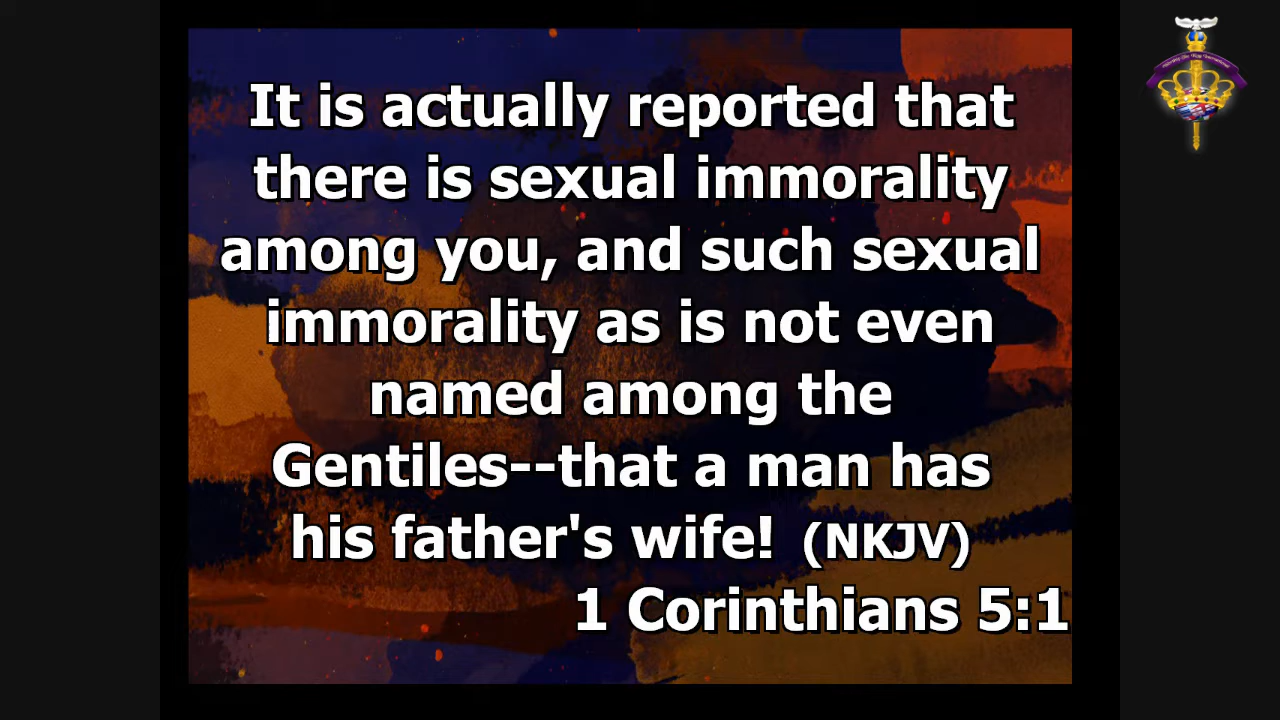 It is actually reported that
there is sexual immorality
among you, and such sexual
immorality as is not even
named among the
Gentiles--that a man has
his father's wife! (NKJV)
1 Corinthians 5:1